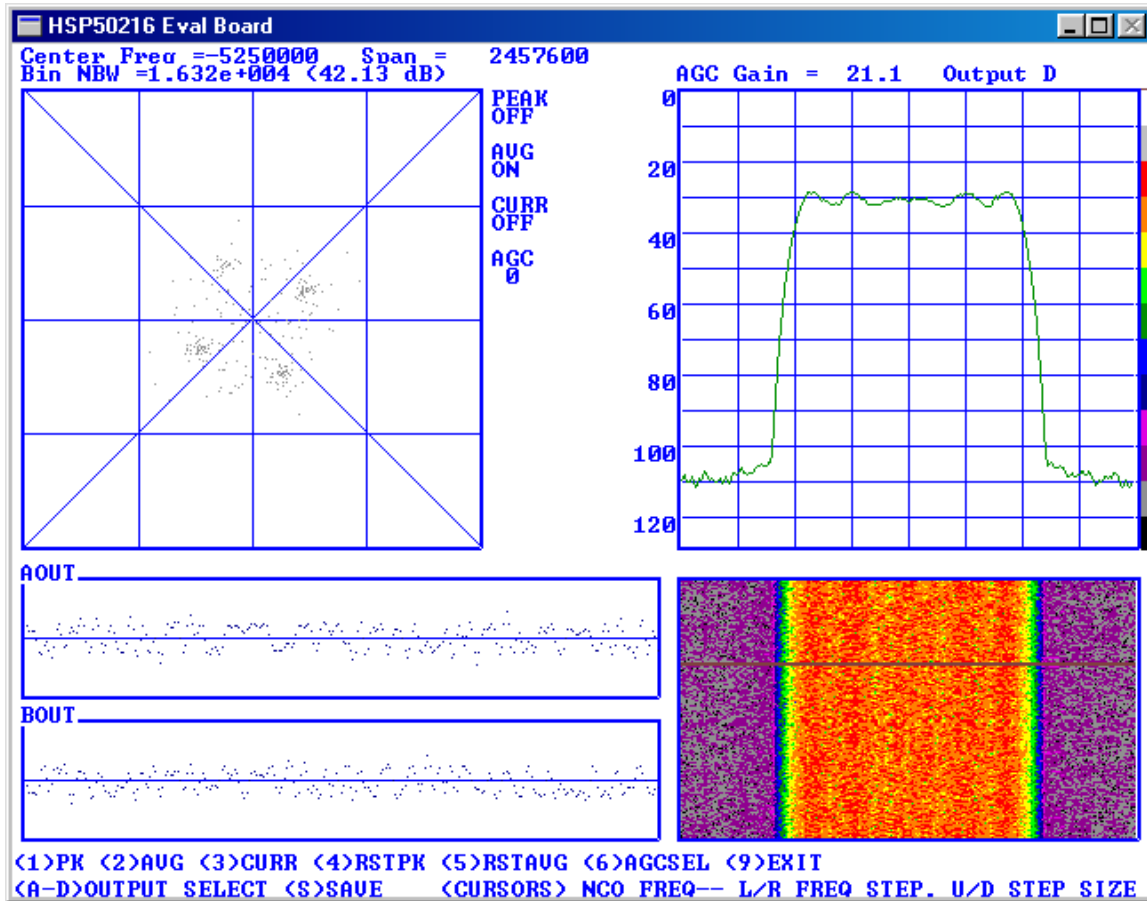 HSP50216 Eval Board
Center Freq =-5250000 Span = 2457600
Bin NBW =1.632e+004 (42.13 dB)
AGC Gain = 21.1 Output D
PEAK
OFF
AVG
ON
CURR
OFF
AGC
0
0
20
40
60
80
100
120
AOUT
BOUT
(1)PK (2)AVG (3)CURR (4)RSTPK (5)RSTAVG (6)AGCSEL (9)EXIT
(A-D)OUTPUT SELECT (S)SAVE (CURSORS) NCO FREQ-- L/R FREQ STEP. U/D STEP SIZE